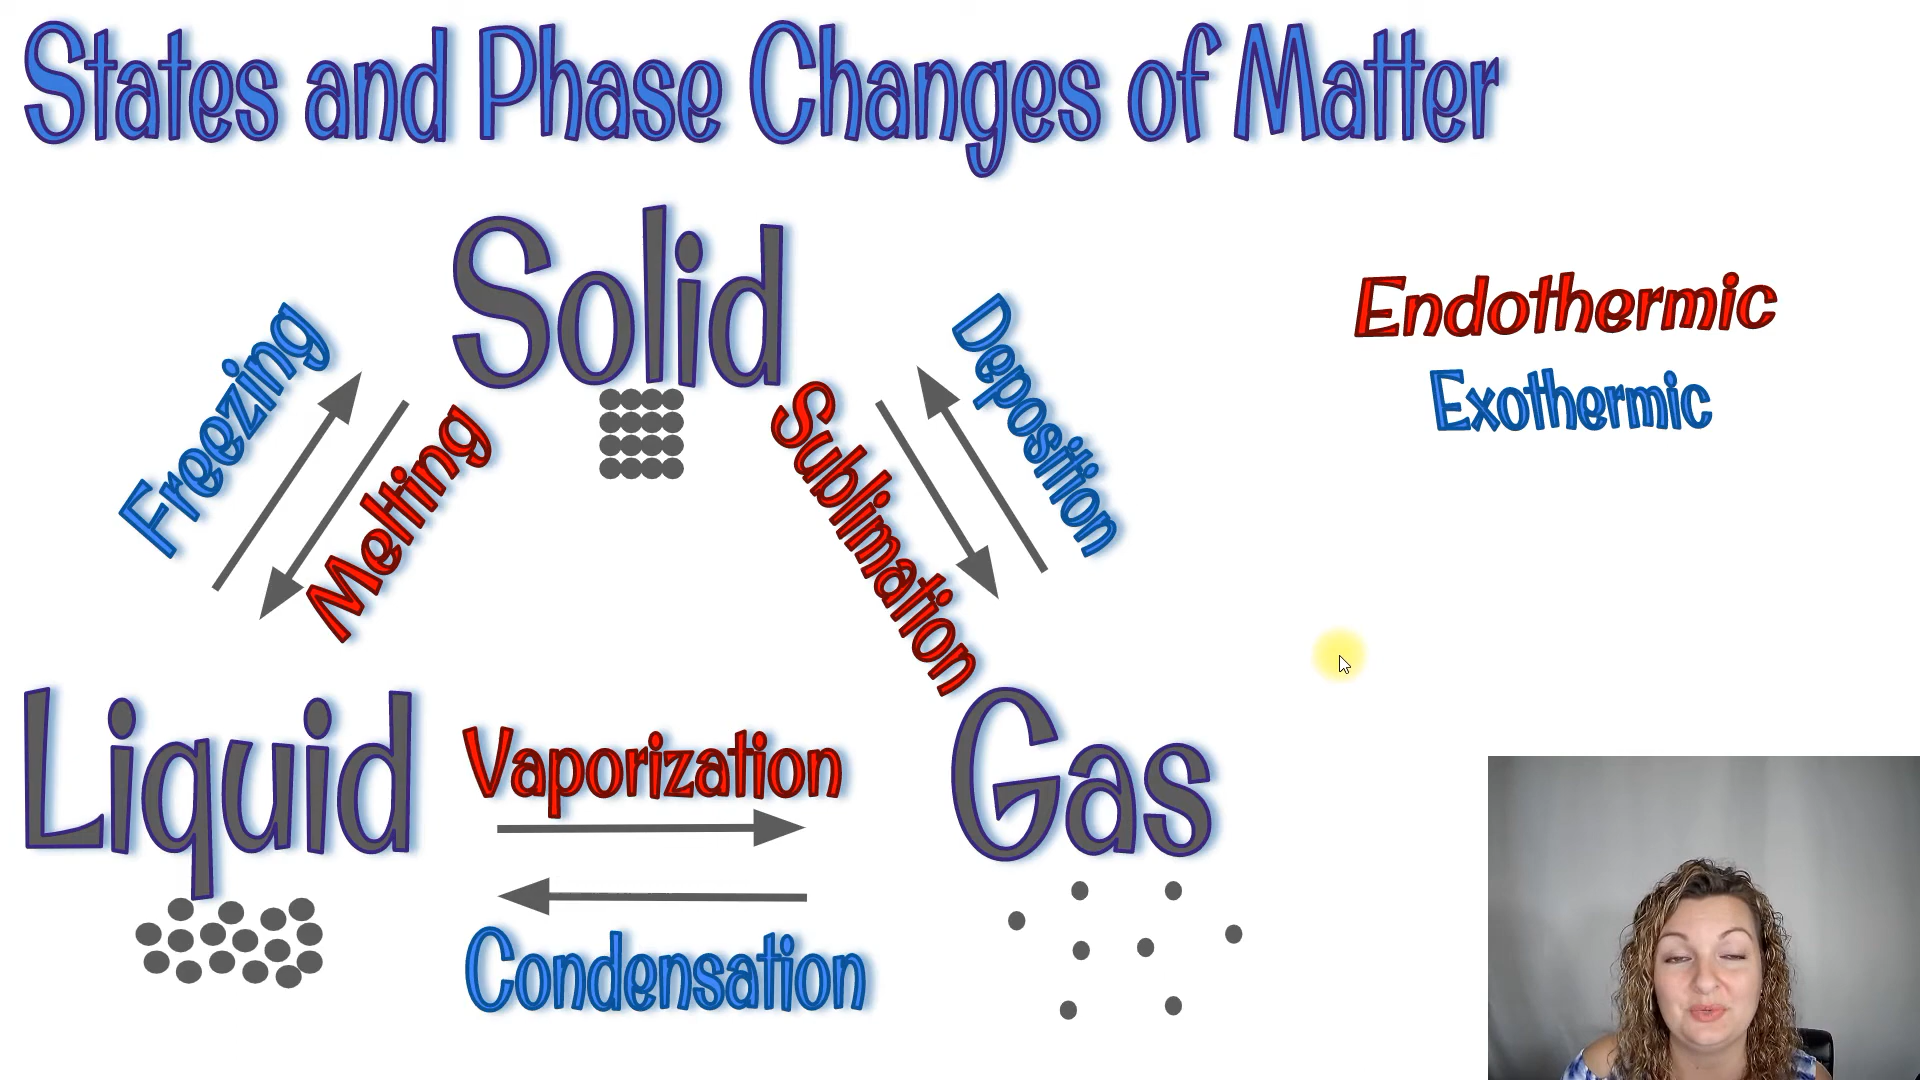 States and Phase Changes of Matter
Solid
Endothermic
Exothermic
Freezing
Melting
Sublimation
Deposition
Liquid
Vaporization
Gas
Condensation